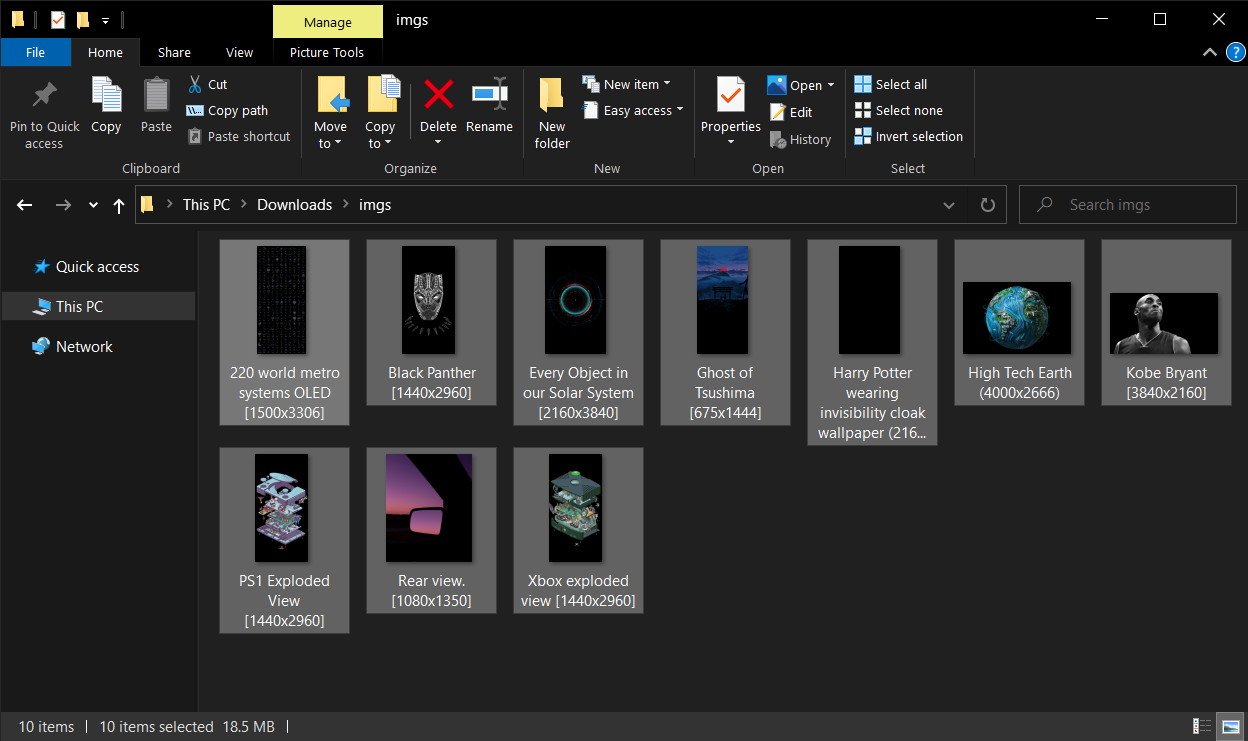 Manage
imgs
File
Home
Share
View
Picture Tools
?
Pin to Quick
access
Copy
Paste
Cut
Copy path
Paste shortcut
Clipboard
Move
to
Copy
to
Delete
Rename
Organize
New
folder
New item
Easy access
New
Properties
Open
Edit
History
Open
Select all
Select none
Invert selection
Select
This PC
Downloads
imgs
Search imgs
Quick access
This PC
Network
220 world metro
systems OLED
[1500x3306]
Black Panther
[1440x2960]
Every Object in
our Solar System
[2160x3840]
Ghost of
Tsushima
[675x1444]
Harry Potter
wearing
invisibility cloak
wallpaper (216...
High Tech Earth
(4000x2666)
Kobe Bryant
[3840x2160]
PS1 Exploded
View
[1440x2960]
Rear view.
[1080x1350]
Xbox exploded
view [1440x2960]
10 items
10 items selected 18.5 MB